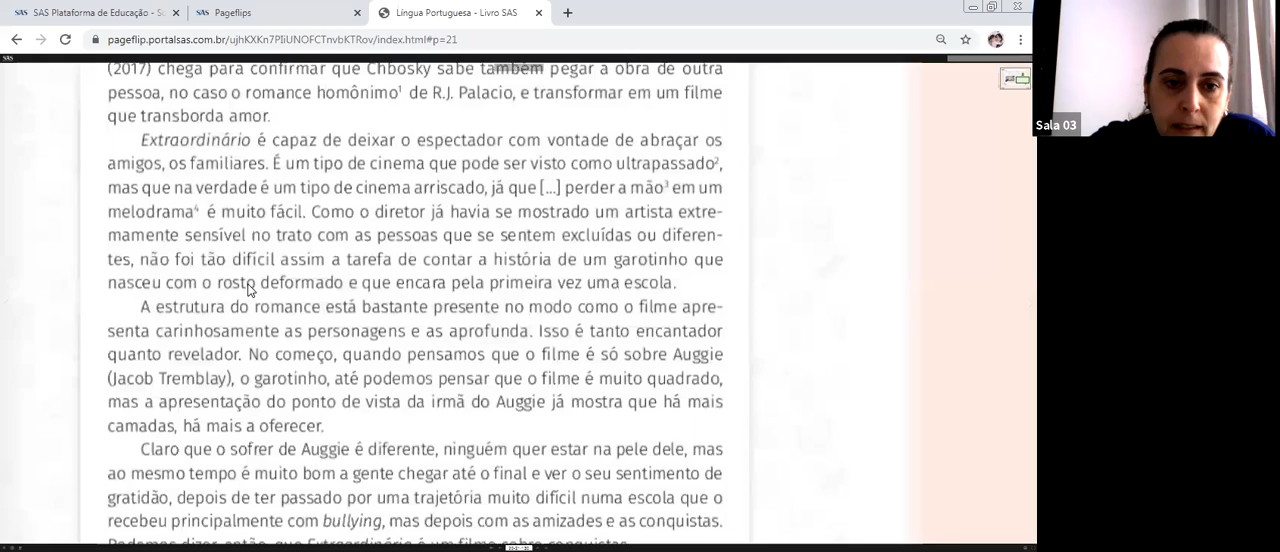 SAS Plataforma de Educação - S
Pageflips
Língua Portuguesa - Livro SAS
pageflip.portalsas.com.br/ujhKXKn7PIiUNOFCTnvbKTRov/index.html#p=21
SAS
(2017) chega para confirmar que Chbosky sabe também pegar a obra de outra
pessoa, no caso o romance homônimo¹ de R.J. Palacio, e transformar em um filme
que transborda amor.
Extraordinário é capaz de deixar o espectador com vontade de abraçar os
amigos, os familiares. É um tipo de cinema que pode ser visto como ultrapassado²,
mas que na verdade é um tipo de cinema arriscado, já que [...] perder a mão³ em um
melodrama⁴ é muito fácil. Como o diretor já havia se mostrado um artista extre-
mamente sensível no trato com as pessoas que se sentem excluídas ou diferen-
tes, não foi tão difícil assim a tarefa de contar a história de um garotinho que
nasceu com o rosto deformado e que encara pela primeira vez uma escola.
A estrutura do romance está bastante presente no modo como o filme apre-
senta carinhosamente as personagens e as aprofunda. Isso é tanto encantador
quanto revelador. No começo, quando pensamos que o filme é só sobre Auggie
(Jacob Tremblay), o garotinho, até podemos pensar que o filme é muito quadrado,
mas a apresentação do ponto de vista da irmã do Auggie já mostra que há mais
camadas, há mais a oferecer.
Claro que o sofrer de Auggie é diferente, ninguém quer estar na pele dele, mas
ao mesmo tempo é muito bom a gente chegar até o final e ver o seu sentimento de
gratidão, depois de ter passado por uma trajetória muito difícil numa escola que o
recebeu principalmente com bullying, mas depois com as amizades e as conquistas.
Podemos dizer, então, que Extraordinário é um filme sobre conquistas.
Sala 03